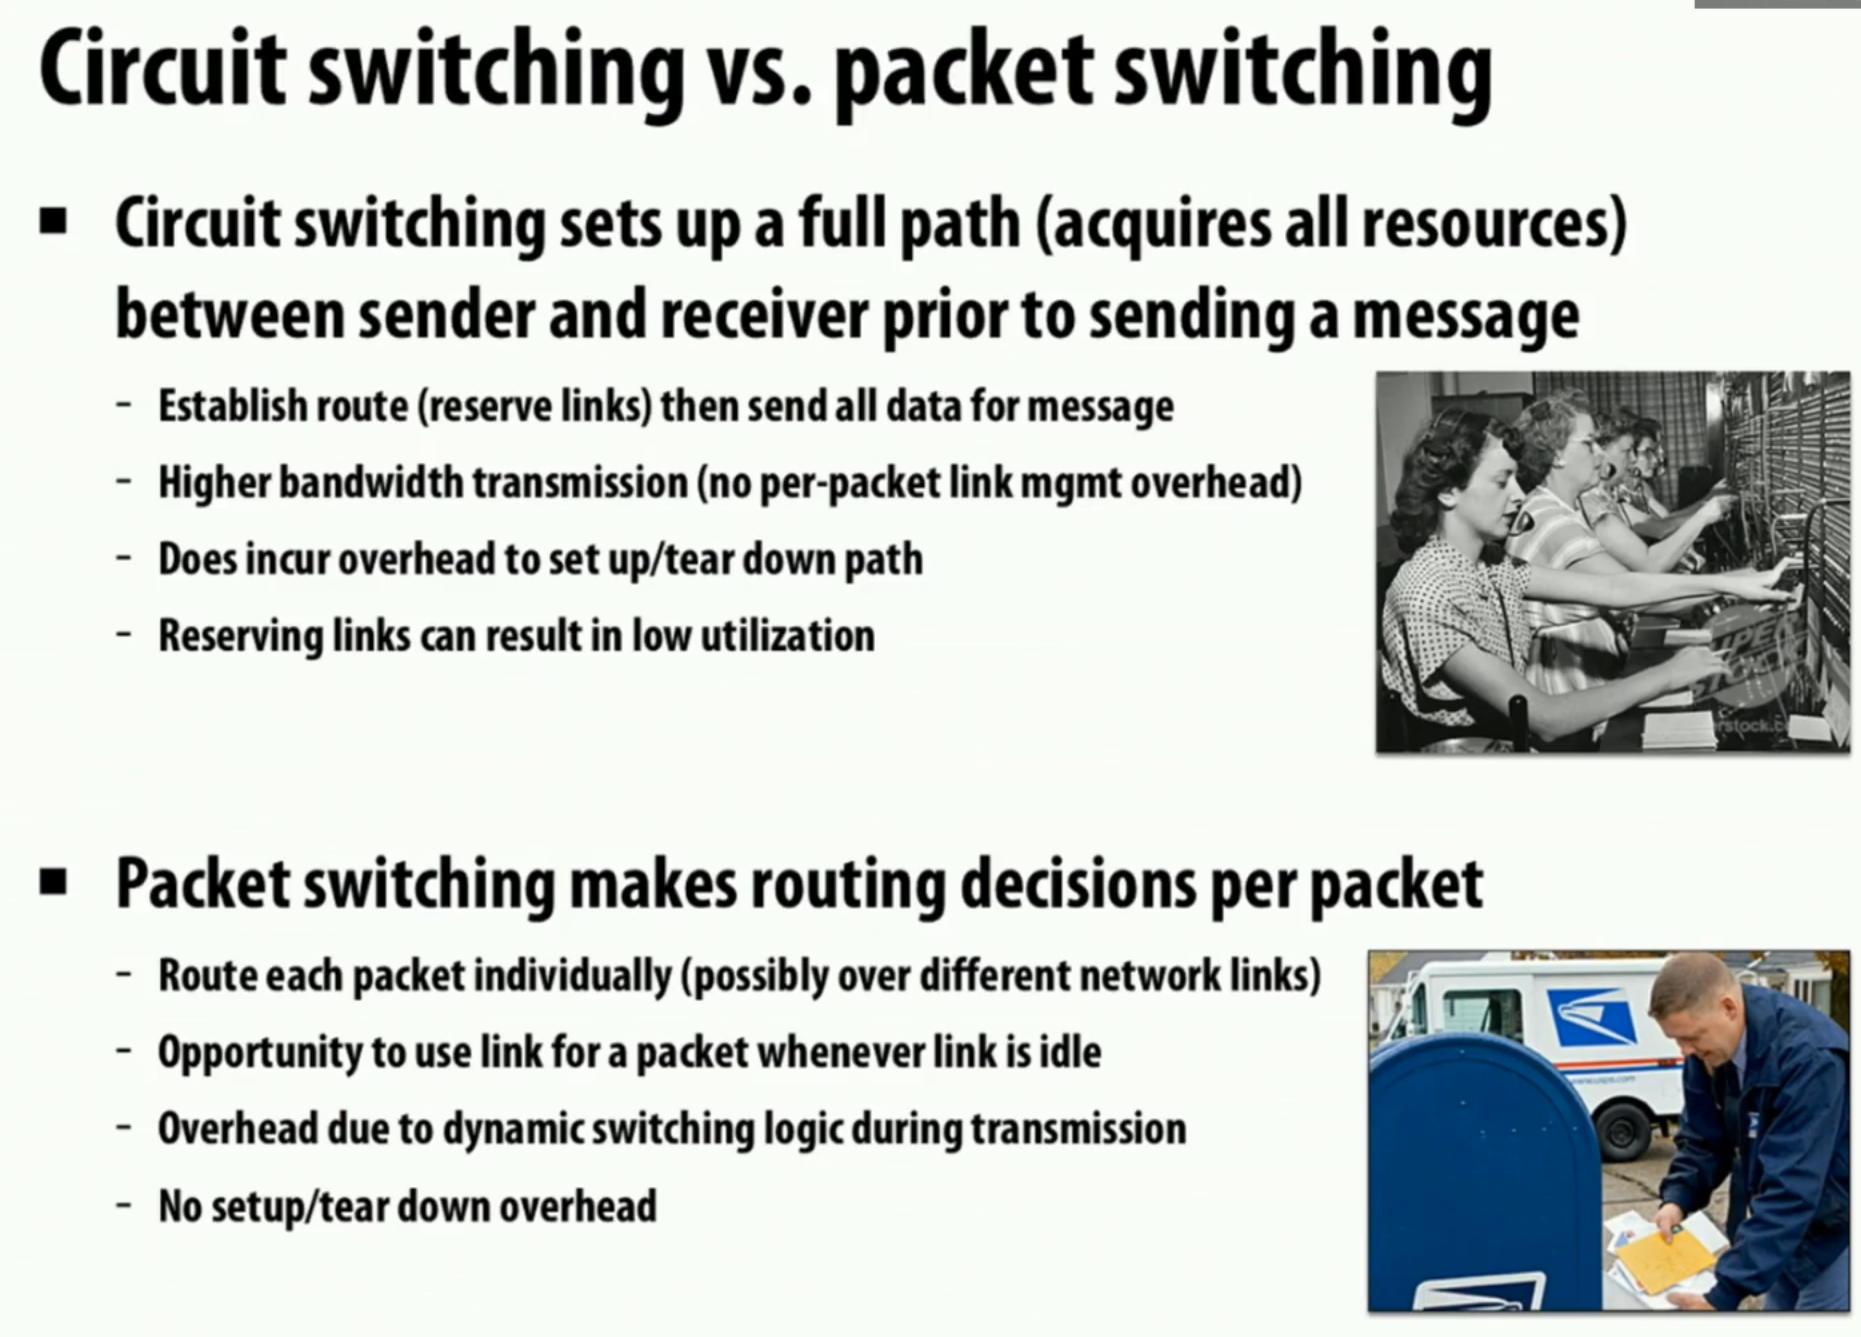 Circuit switching vs. packet switching
■ Circuit switching sets up a full path (acquires all resources)
between sender and receiver prior to sending a message
- Establish route (reserve links) then send all data for message
- Higher bandwidth transmission (no per-packet link mgmt overhead)
- Does incur overhead to set up/tear down path
- Reserving links can result in low utilization
■ Packet switching makes routing decisions per packet
- Route each packet individually (possibly over different network links)
- Opportunity to use link for a packet whenever link is idle
- Overhead due to dynamic switching logic during transmission
- No setup/tear down overhead